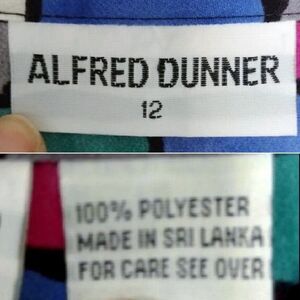 ALFRED DUNNER
12
100% POLYESTER
MADE IN SRI LANKA
FOR CARE SEE OVER